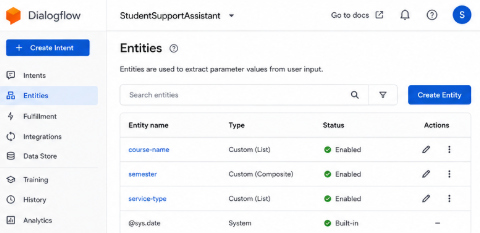 Dialogflow
StudentSupportAssistant
Go to docs
S
+ Create Intent
Intents
Entities
Fulfillment
Integrations
Data Store
Training
History
Analytics
Entities
Entities are used to extract parameter values from user input.
Search entities
Create Entity
Entity name Type Status Actions
course-name Custom (List) Enabled
semester Custom (Composite) Enabled
service-type Custom (List) Enabled
@sys.date System Built-in –